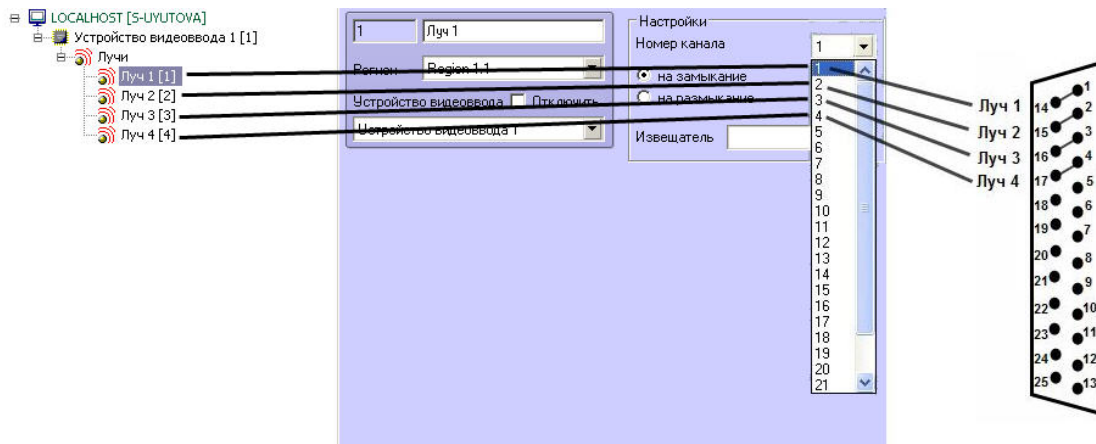 LOCALHOST [S-UYUTOVA]
Устройство видеоввода 1 [1]
Лучи
Луч 1 [1]
Луч 2 [2]
Луч 3 [3]
Луч 4 [4]
1
Луч 1
Регион
Region 1.1
Устройство видеоввода
Отключить
Устройство видеоввода 1
Настройки
Номер канала
1
на замыкание
на размыкание
Извещатель
1
2
3
4
5
6
7
8
9
10
11
12
13
14
15
16
17
18
19
20
21
Луч 1
Луч 2
Луч 3
Луч 4
1
14
2
15
3
16
4
17
5
18
6
19
7
20
8
21
9
22
10
23
11
24
12
25
13